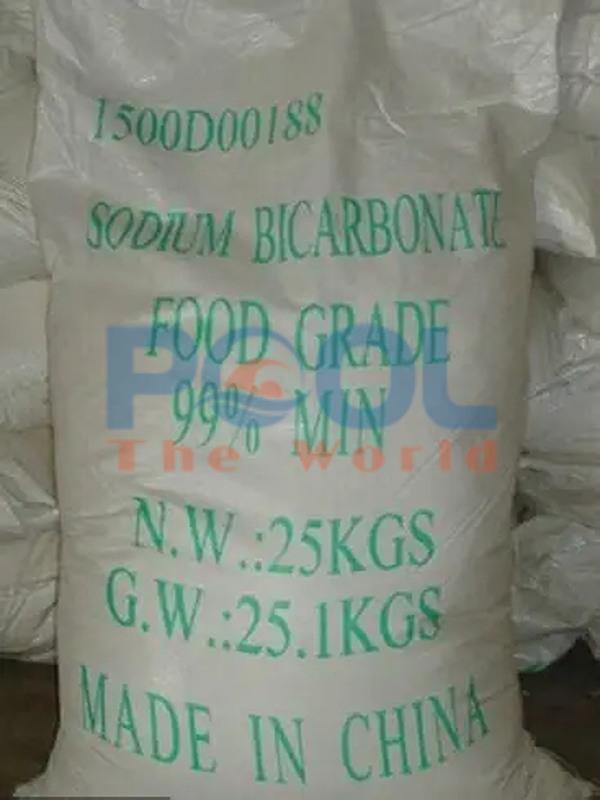 1500D00188
SODIUM BICARBONATE
FOOD GRADE
POOL
99% MIN
The World
N.W.:25KGS
G.W.:25.1KGS
MADE IN CHINA